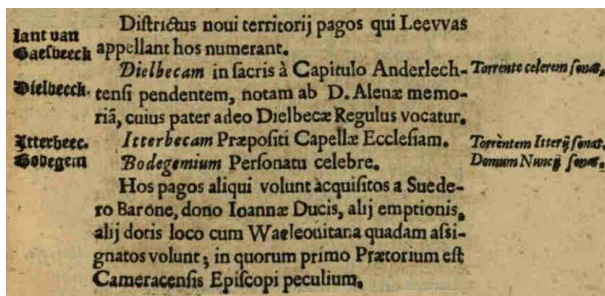 Districtus noui territorij pagos qui Leevvas
Iant van
Gaesbeeck appellant hos numerant.
Dielbecam in sacris à Capitulo Anderlech- Torrente celerem sonat,
Dielbeeck. tensi pendentem, notam ab D. Alenæ memo-
riâ, cuius pater adeo Dielbecæ Regulus vocatur.
Itterbeec. Itterbecam Præpositi Capellæ Ecclesiam. Torrentem Itterij sonat.
Bodegem Bodegemium Personatu celebre. Domum Nuncij sonat.
Hos pagos aliqui volunt acquisitos a Suede-
ro Barone, dono Ioannæ Ducis, alij emptionis,
alij dotis loco cum Waeleouitana quadam assi-
gnatos volunt; in quorum primo Prætorium est
Cameracensis Episcopi peculium.